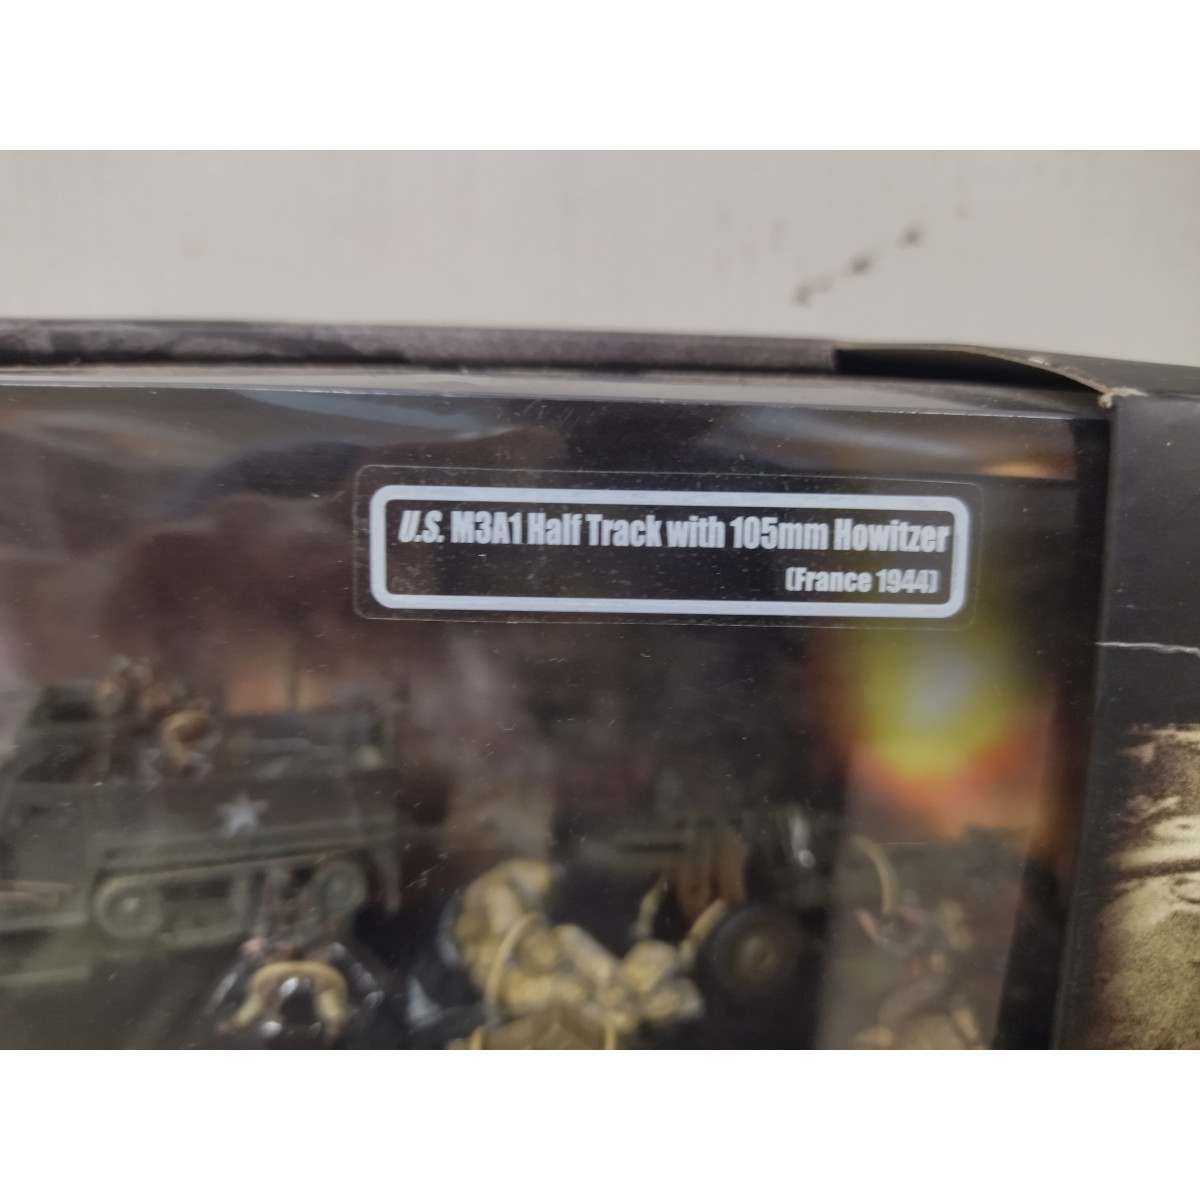 U.S. M3A1 Half Track with 105mm Howitzer
(France 1944)